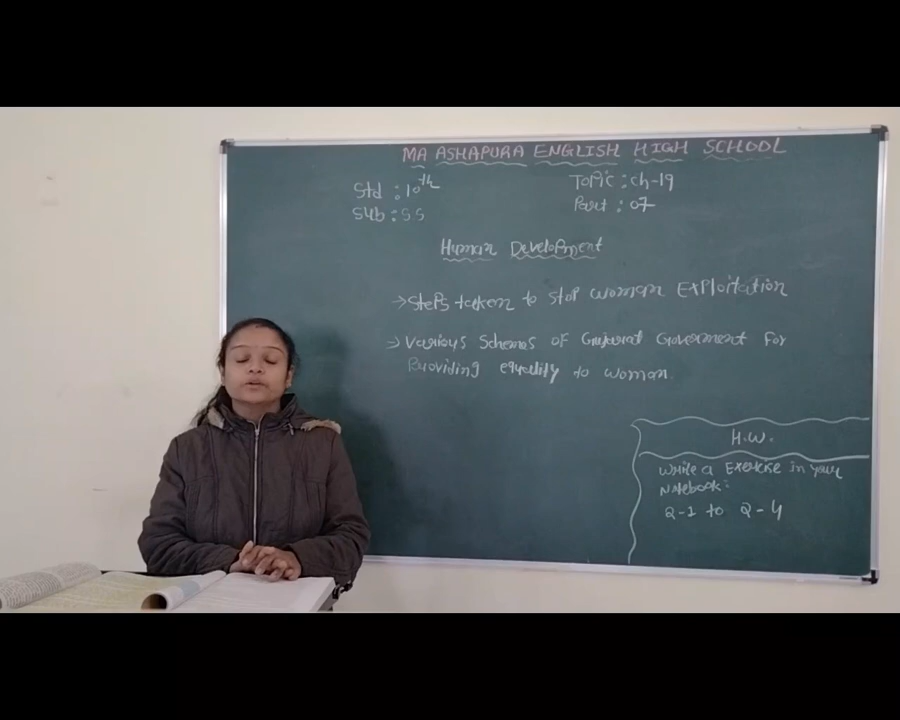 MA ASHAPURA ENGLISH HIGH SCHOOL
Std : 10th
Sub : S.S
Topic : ch-19
Part : 07
Human Development
→ Steps taken to stop woman Exploitation
→ Various Schemes of Gujarat Goverment For
Providing equality to woman
H.W.
Write a Exercise in your
Notebook:
Q-1 to Q-4